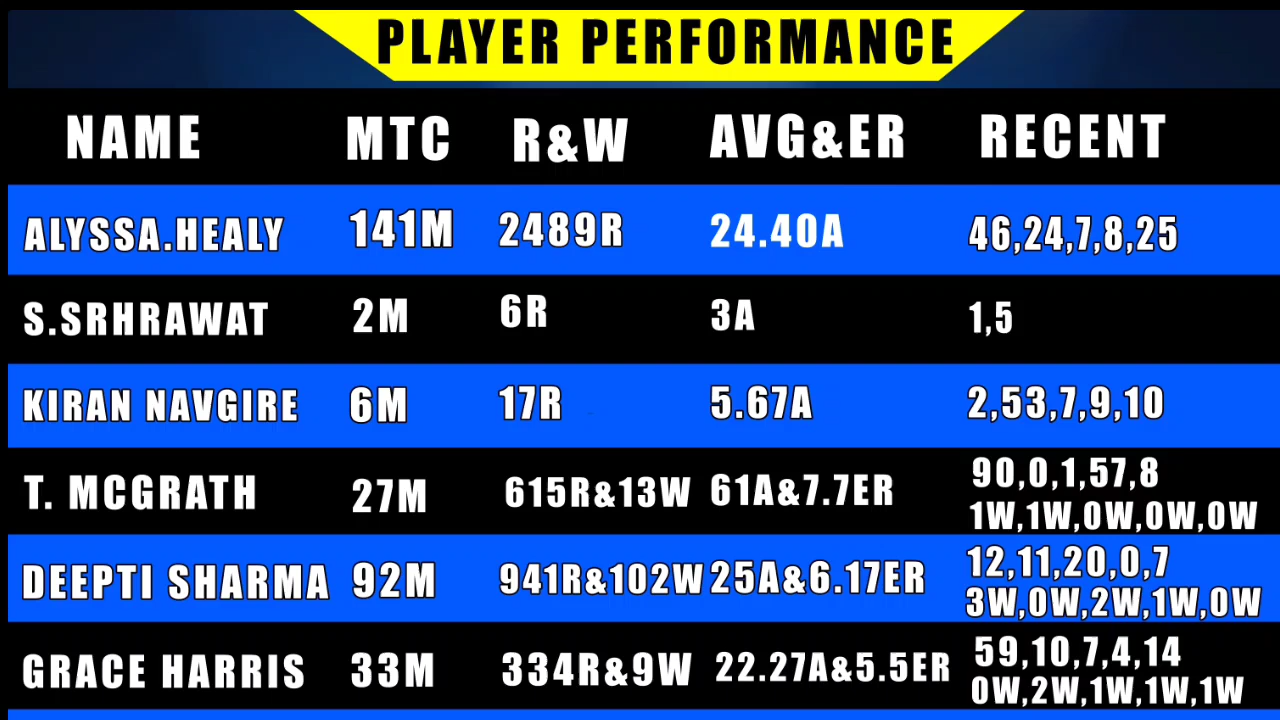 PLAYER PERFORMANCE
NAME MTC R&W AVG&ER RECENT
ALYSSA.HEALY 141M 2489R 24.40A 46,24,7,8,25
S.SRHRAWAT 2M 6R 3A 1,5
KIRAN NAVGIRE 6M 17R 5.67A 2,53,7,9,10
T. MCGRATH 27M 615R&13W 61A&7.7ER 90,0,1,57,8
1W,1W,0W,0W,0W
DEEPTI SHARMA 92M 941R&102W 25A&6.17ER 12,11,20,0,7
3W,0W,2W,1W,0W
GRACE HARRIS 33M 334R&9W 22.27A&5.5ER 59,10,7,4,14
0W,2W,1W,1W,1W